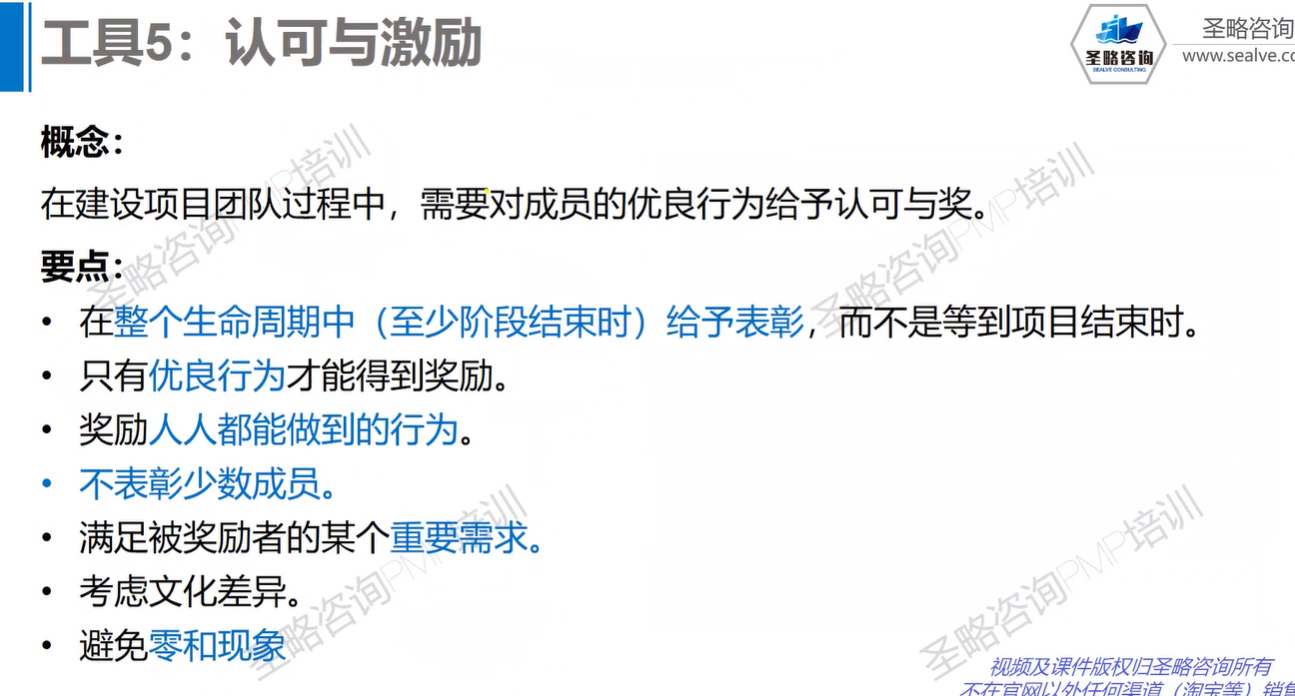 工具5：认可与激励
圣略咨询
SEALVE CONSULTING
圣略咨询
www.sealve.co
概念：
在建设项目团队过程中，需要对成员的优良行为给予认可与奖。
要点：
• 在整个生命周期中（至少阶段结束时）给予表彰，而不是等到项目结束时。
• 只有优良行为才能得到奖励。
• 奖励人人都能做到的行为。
• 不表彰少数成员。
• 满足被奖励者的某个重要需求。
• 考虑文化差异。
• 避免零和现象
圣略咨询PMP培训
圣略咨询PMP培训
圣略咨询PMP培训
圣略咨询PMP培训
视频及课件版权归圣略咨询所有
不在官网以外任何渠道（淘宝等）销售